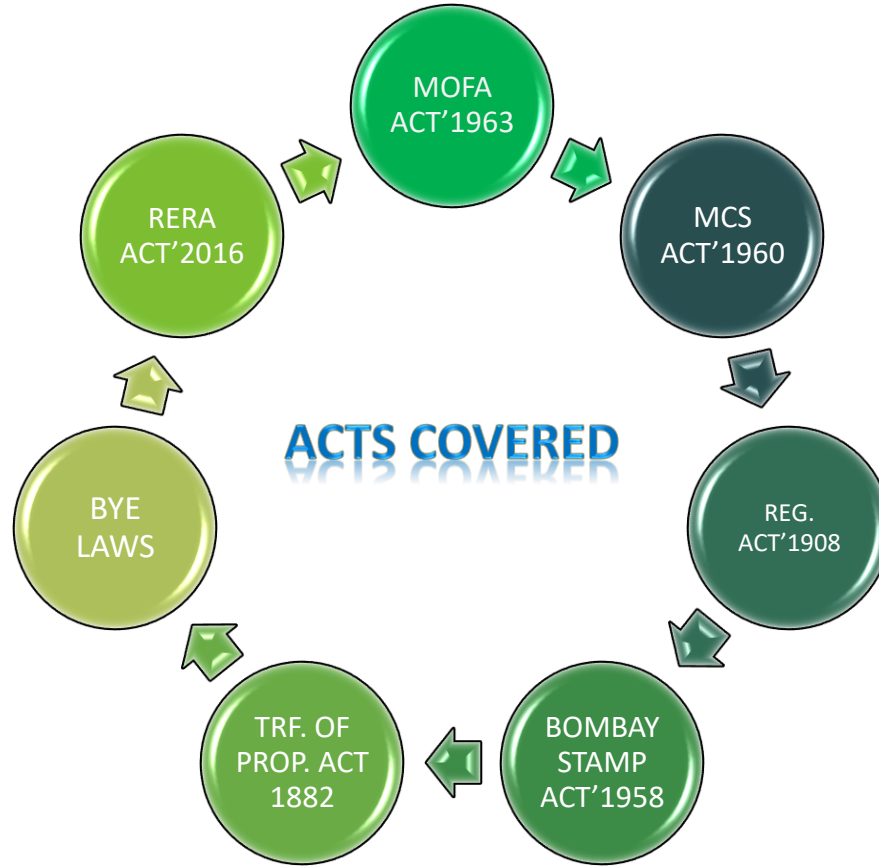 MOFA
ACT’1963
MCS
ACT’1960
REG.
ACT’1908
BOMBAY
STAMP
ACT’1958
TRF. OF
PROP. ACT
1882
BYE
LAWS
RERA
ACT’2016
ACTS COVERED